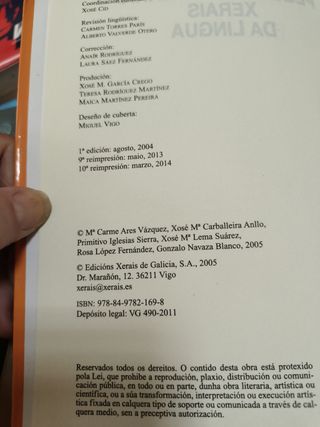 XOSÉ CID
Revisión lingüística:
CARMEN TORRES PARÍS
ALBERTO VALVERDE OTERO
Corrección:
ANAIR RODRÍGUEZ
LAURA SÁEZ FERNÁNDEZ
Produción:
XOSÉ M. GARCÍA CREGO
TERESA RODRÍGUEZ MARTÍNEZ
MAICA MARTÍNEZ PEREIRA
Deseño de cuberta:
MIGUEL VIGO
XERAIS
DA LINGUA
1ª edición: agosto, 2004
9ª reimpresión: maio, 2013
10ª reimpresión: marzo, 2014
© Mª Carme Ares Vázquez, Xosé Mª Carballeira Anllo,
Primitivo Iglesias Sierra, Xosé Mª Lema Suárez,
Rosa López Fernández, Gonzalo Navaza Blanco, 2005
© Edicións Xerais de Galicia, S.A., 2005
Dr. Marañón, 12. 36211 Vigo
xerais@xerais.es
ISBN: 978-84-9782-169-8
Depósito legal: VG 490-2011
Reservados todos os dereitos. O contido desta obra está protexido
pola Lei, que prohibe a reprodución, plaxio, distribución ou comuni-
cación pública, en todo ou en parte, dunha obra literaria, artística ou
científica, ou a súa transformación, interpretación ou execución artís-
tica fixada en calquera tipo de soporte ou comunicada a través de cal-
quera medio, sen a preceptiva autorización.